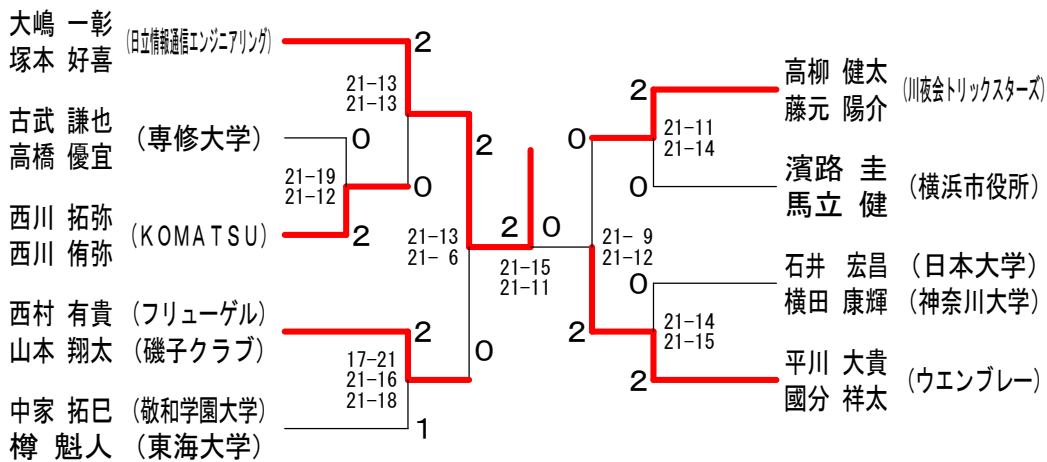 大嶋 一彰
塚本 好喜
(日立情報通信エンジニアリング)
2
21-13
21-13
古武 謙也
高橋 優宜
(専修大学)
0
21-19
21-12
0
西川 拓弥
西川 侑弥
(KOMATSU)
2
2
21-13
21- 6
西村 有貴 (フリューゲル)
山本 翔太 (磯子クラブ)
2
0
17-21
21-16
21-18
中家 拓巳 (敬和学園大学)
樽 魁人 (東海大学)
1
2
0
21-15
21-11
高柳 健太
藤元 陽介
(川夜会トリックスターズ)
2
0
21-11
21-14
濱路 圭
馬立 健
(横浜市役所)
0
21- 9
21-12
石井 宏昌 (日本大学)
横田 康輝 (神奈川大学)
0
2
21-14
21-15
平川 大貴
國分 祥太
(ウエンブレー)
2